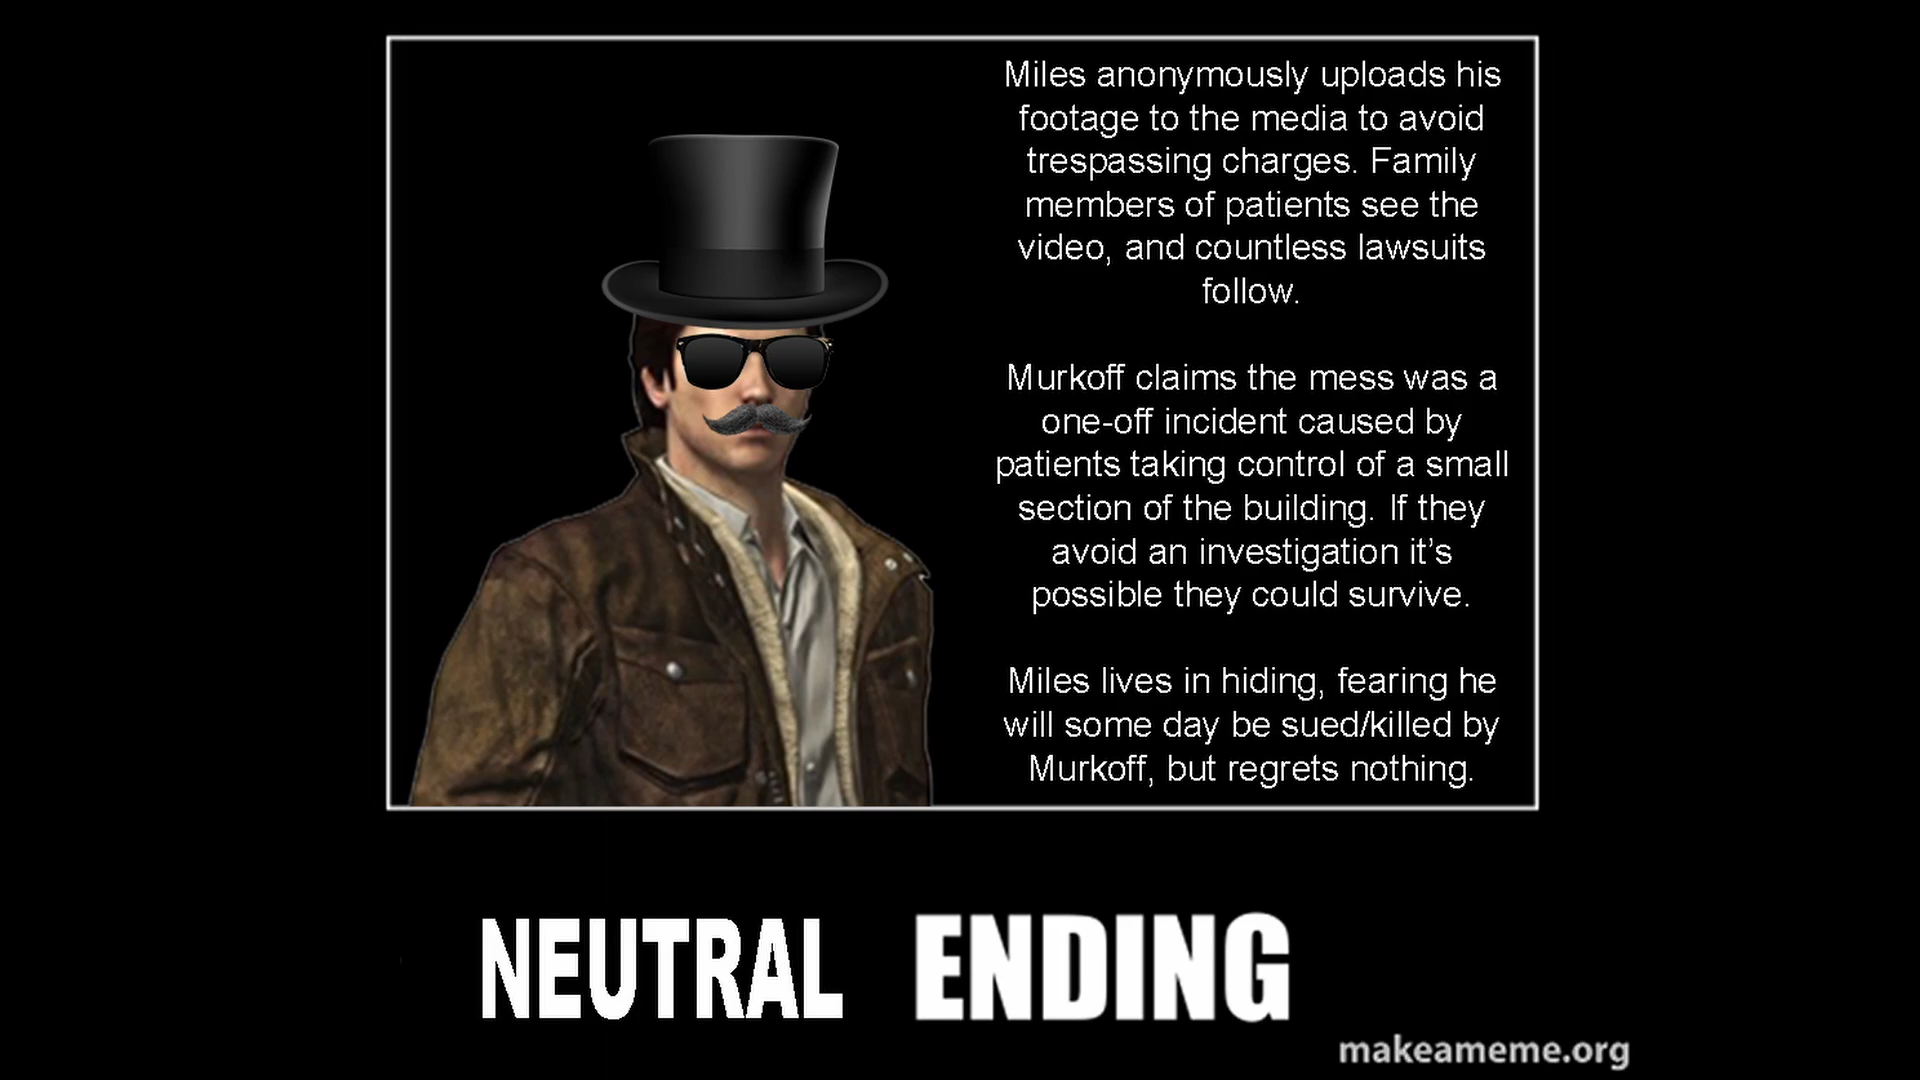 Miles anonymously uploads his
footage to the media to avoid
trespassing charges. Family
members of patients see the
video, and countless lawsuits
follow.
Murkoff claims the mess was a
one-off incident caused by
patients taking control of a small
section of the building. If they
avoid an investigation it’s
possible they could survive.
Miles lives in hiding, fearing he
will some day be sued/killed by
Murkoff, but regrets nothing.
NEUTRAL ENDING
makeameme.org